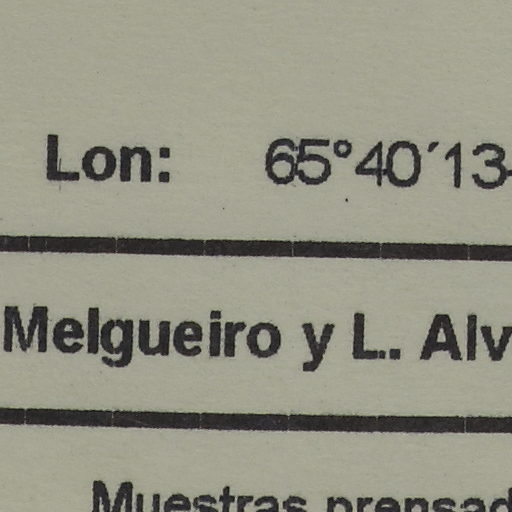 Lon: 65°40´13
Melgueiro y L. Alv
Muestras prensad